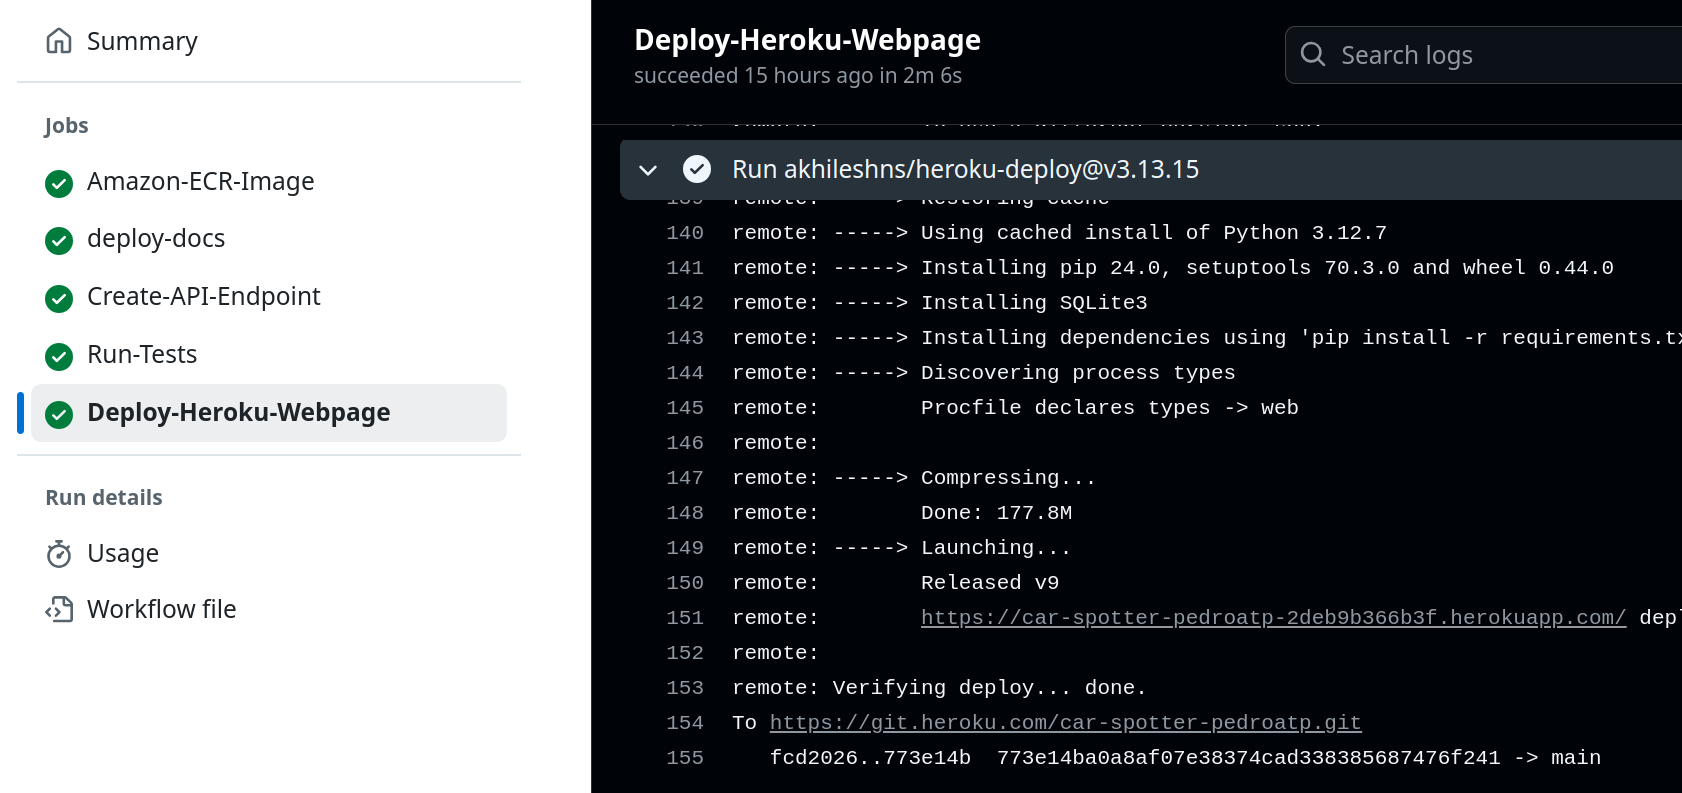 Summary
Jobs
Amazon-ECR-Image
deploy-docs
Create-API-Endpoint
Run-Tests
Deploy-Heroku-Webpage
Run details
Usage
Workflow file
Deploy-Heroku-Webpage
succeeded 15 hours ago in 2m 6s
Search logs
Run akhileshns/heroku-deploy@v3.13.15
139 remote: -----> Restoring cache
140 remote: -----> Using cached install of Python 3.12.7
141 remote: -----> Installing pip 24.0, setuptools 70.3.0 and wheel 0.44.0
142 remote: -----> Installing SQLite3
143 remote: -----> Installing dependencies using 'pip install -r requirements.tx
144 remote: -----> Discovering process types
145 remote: Procfile declares types -> web
146 remote:
147 remote: -----> Compressing...
148 remote: Done: 177.8M
149 remote: -----> Launching...
150 remote: Released v9
151 remote: https://car-spotter-pedroatp-2deb9b366b3f.herokuapp.com/ dep
152 remote:
153 remote: Verifying deploy... done.
154 To https://git.heroku.com/car-spotter-pedroatp.git
155 fcd2026..773e14b 773e14ba0a8af07e38374cad338385687476f241 -> main